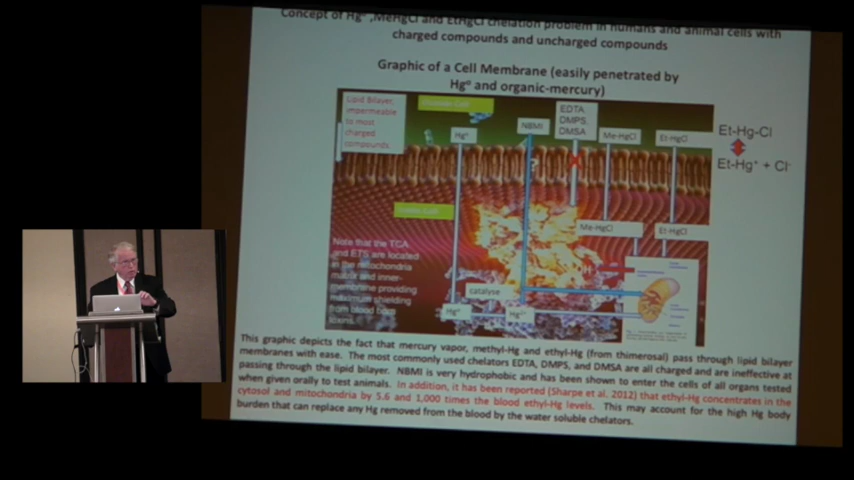 Concept of Hg⁰ ,MeHgCl and EtHgCl chelation problem in humans and animal cells with
charged compounds and uncharged compounds
Graphic of a Cell Membrane (easily penetrated by
Hg⁰ and organic-mercury)
Lipid Bilayer,
impermeable
to most
charged
compounds
Outside Cell
Hg⁰
NBMI
EDTA,
DMPS,
DMSA
Me-HgCl
Et-HgCl
Et-Hg-Cl
Et-Hg⁺ + Cl⁻
?
X
Me-HgCl
Et-HgCl
Note that the TCA
and ETS are located
in the mitochondria
matrix and inner-
membrane providing
maximum shielding
from blood born
toxins.
catalyse
Hg⁰
Hg²⁺
This graphic depicts the fact that mercury vapor, methyl-Hg and ethyl-Hg (from thimerosal) pass through lipid bilayer
membranes with ease. The most commonly used chelators EDTA, DMPS, and DMSA are all charged and are ineffective at
passing through the lipid bilayer. NBMI is very hydrophobic and has been shown to enter the cells of all organs tested
when given orally to test animals. In addition, it has been reported (Sharpe et al. 2012) that ethyl-Hg concentrates in the
cytosol and mitochondria by 5.6 and 1,000 times the blood ethyl-Hg levels. This may account for the high Hg body
burden that can replace any Hg removed from the blood by the water soluble chelators.